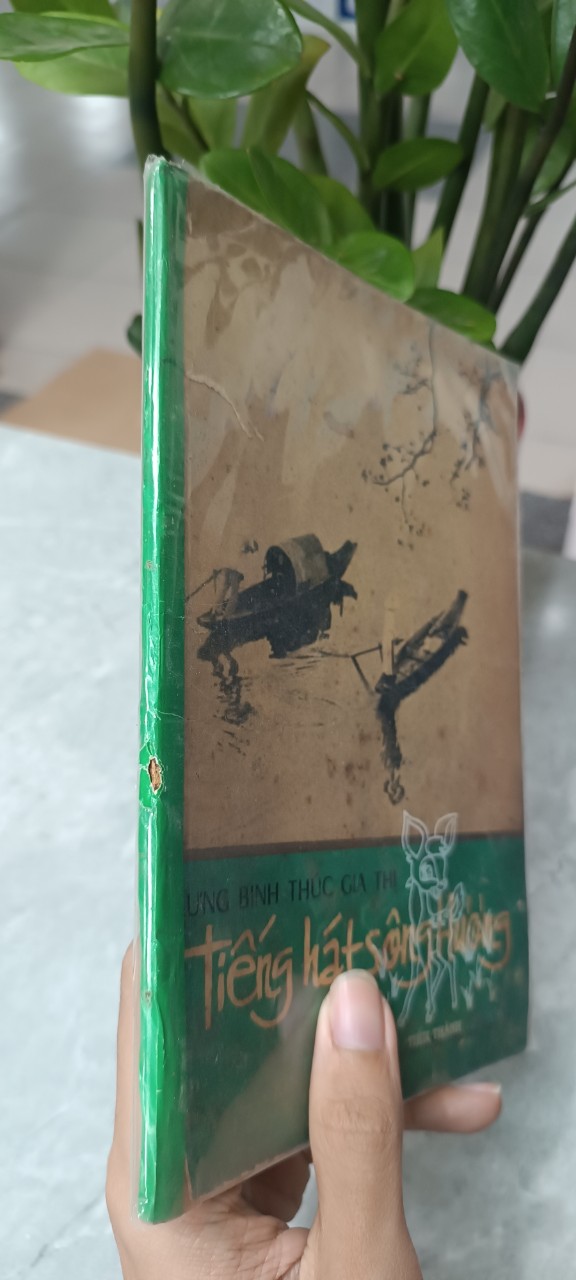 ƯNG BÌNH THÚC GIẠ THỊ
Tiếng hát sông Hương